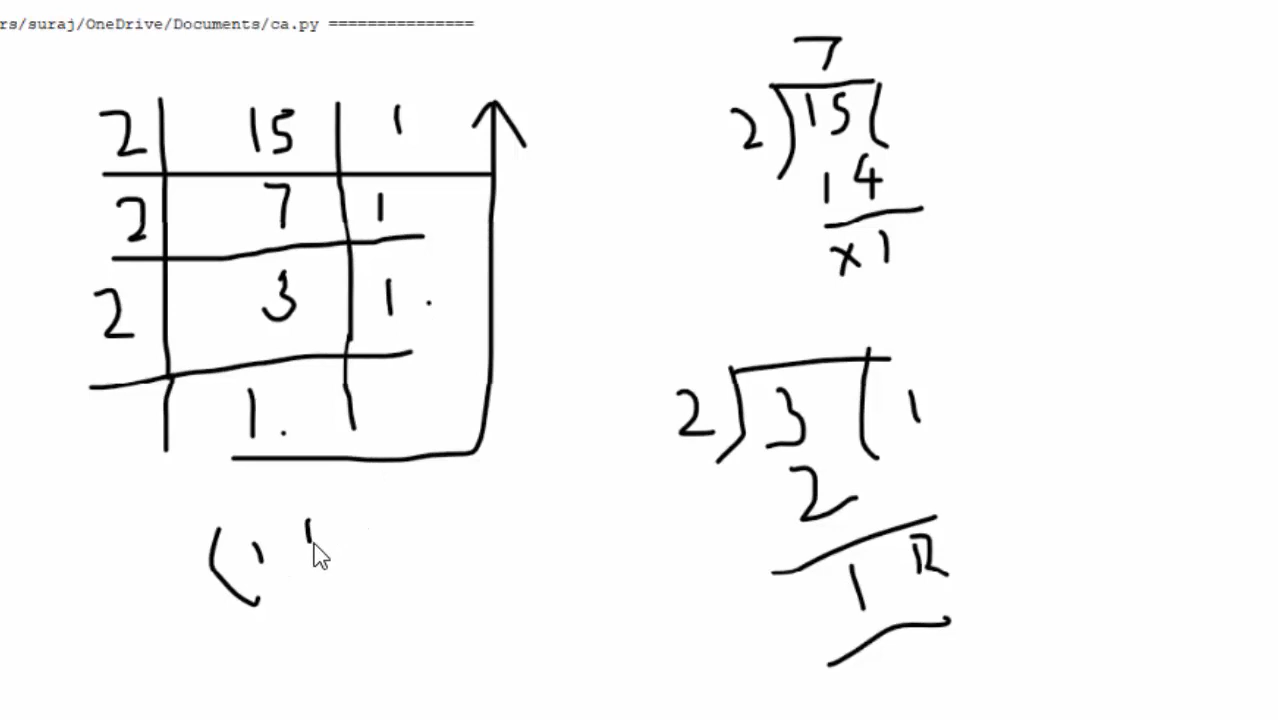 rs/suraj/OneDrive/Documents/ca.py ===============
2 15 1
2 7 1
2 3 1.
1.
(1 1
7
2)15(
14
x1
2)3(1
2
1 R